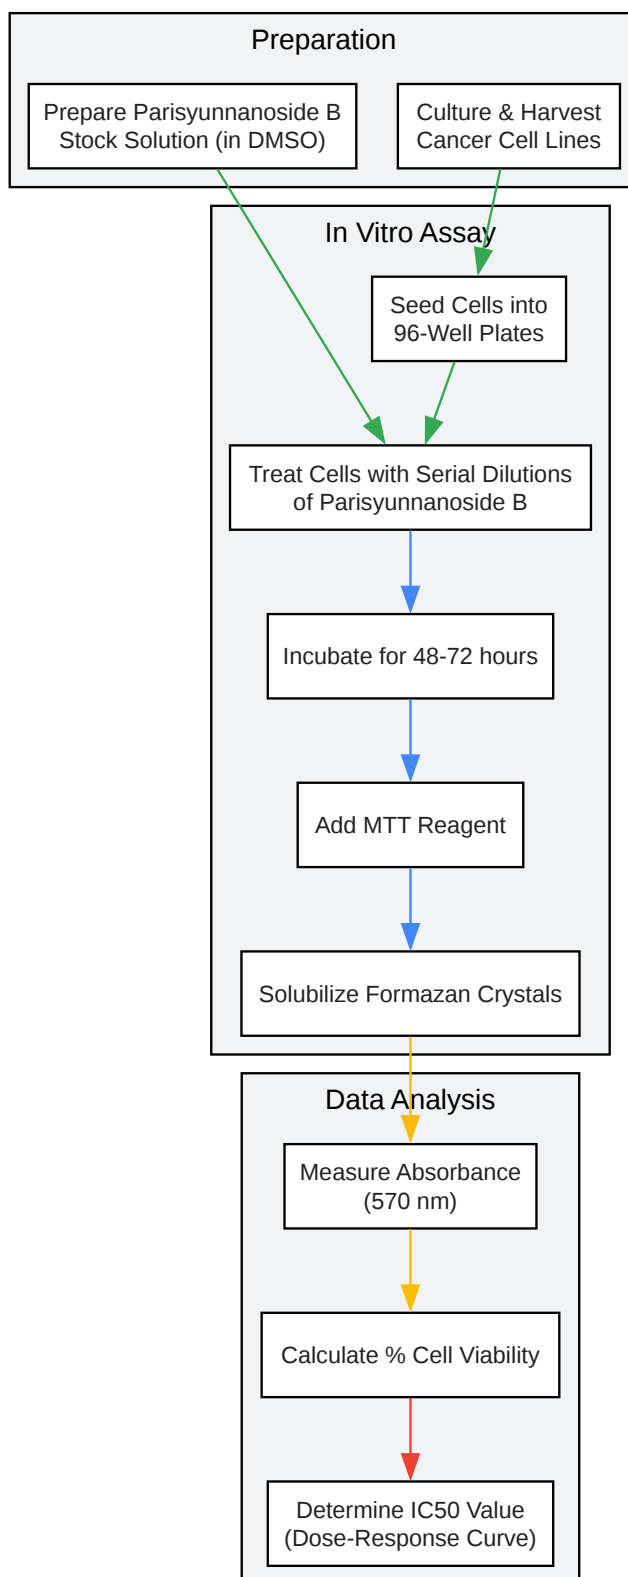 Preparation
Prepare Parisyunnanoside B
Stock Solution (in DMSO)
Culture & Harvest
Cancer Cell Lines
In Vitro Assay
Seed Cells into
96-Well Plates
Treat Cells with Serial Dilutions
of Parisyunnanoside B
Incubate for 48-72 hours
Add MTT Reagent
Solubilize Formazan Crystals
Data Analysis
Measure Absorbance
(570 nm)
Calculate % Cell Viability
Determine IC50 Value
(Dose-Response Curve)